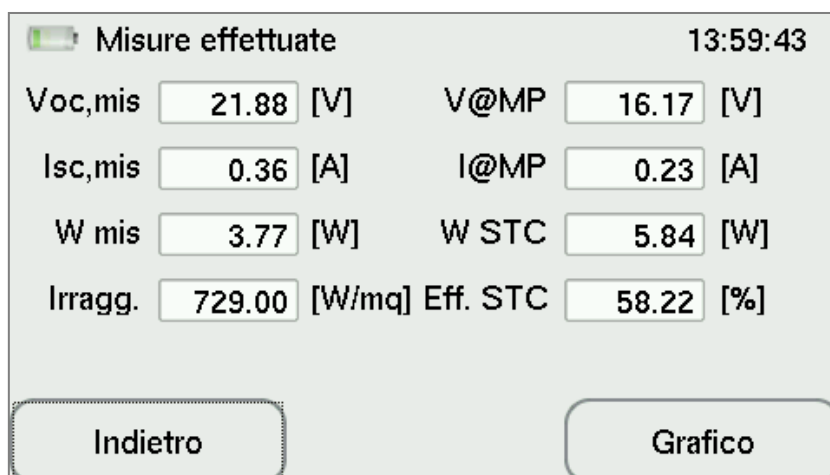 Misure effettuate 13:59:43
Voc,mis 21.88 [V] V@MP 16.17 [V]
Isc,mis 0.36 [A] I@MP 0.23 [A]
W mis 3.77 [W] W STC 5.84 [W]
Irragg. 729.00 [W/mq] Eff. STC 58.22 [%]
Indietro Grafico